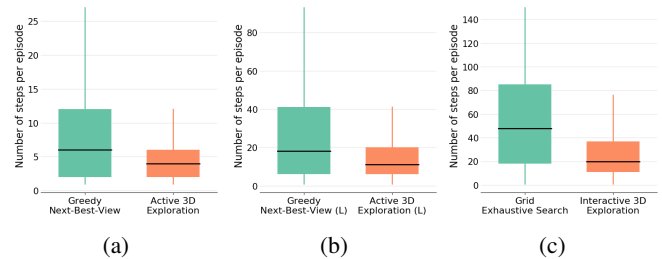 Number of steps per episode
25
20
15
10
5
0
Greedy
Next-Best-View
Active 3D
Exploration
(a)
Number of steps per episode
80
60
40
20
0
Greedy
Next-Best-View (L)
Active 3D
Exploration (L)
(b)
Number of steps per episode
140
120
100
80
60
40
20
0
Grid
Exhaustive Search
Interactive 3D
Exploration
(c)